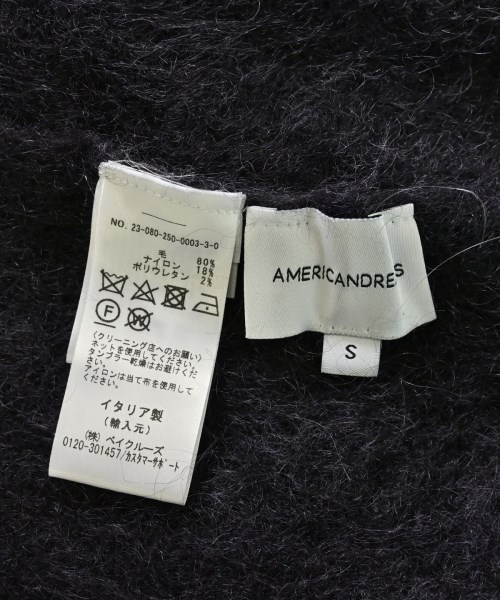 NO. 23-080-250-0003-3-0
毛 80%
ナイロン 18%
ポリウレタン 2%
F W
(クリーニング店へのお願い)
ネットを使用してください。
タンブラー乾燥はお避けください。
アイロンは当て布を使用してください。
イタリア製
(輸入元)
(株) ベイクルーズ
0120-301457/カスタマーサポート
AMERICANDRESS
S